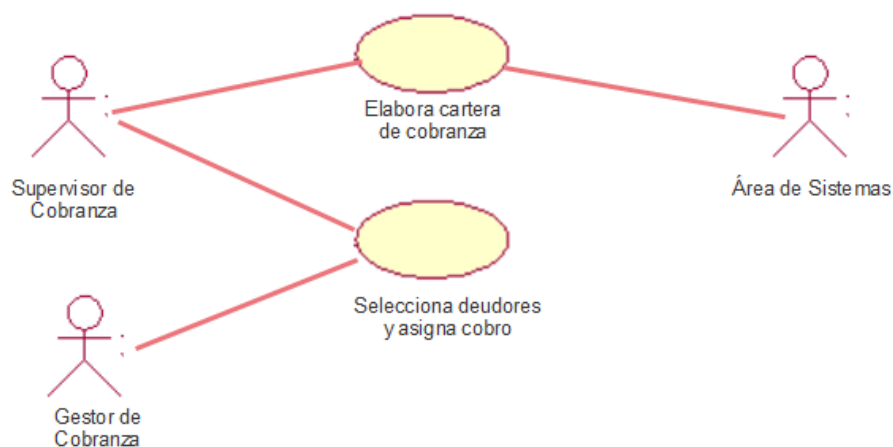 Elabora cartera
de cobranza
Supervisor de
Cobranza
Área de Sistemas
Selecciona deudores
y asigna cobro
Gestor de
Cobranza